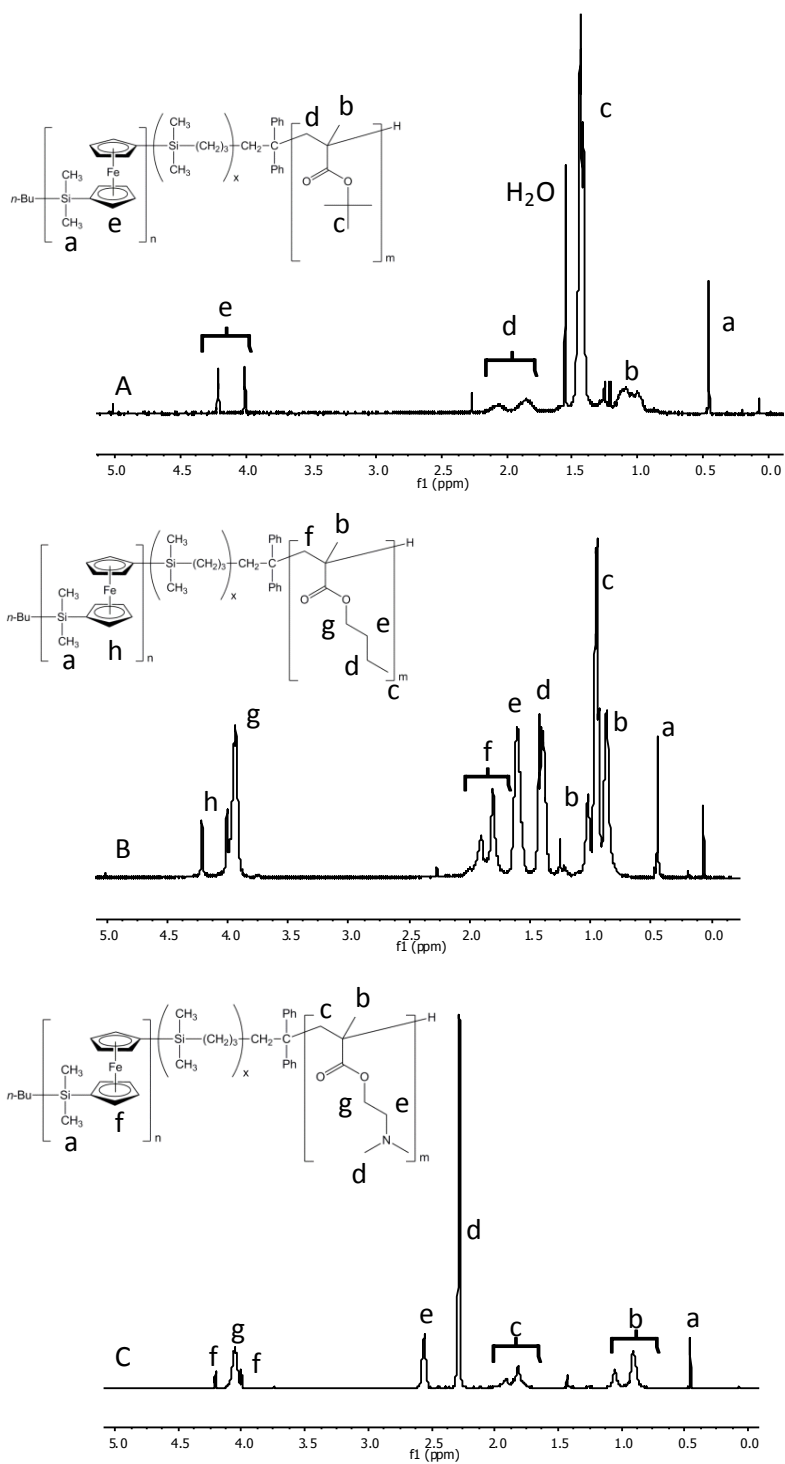 d b Ph H
CH₃ Si (CH₂)₃ CH₂ C
CH₃ Ph O O
Fe x
n-Bu CH₃ Si CH₃ n c m
a e
c
H₂O
e d b a
A
5.0 4.5 4.0 3.5 3.0 2.5 2.0 1.5 1.0 0.5 0.0
f1 (ppm)
f b Ph H
CH₃ Si (CH₂)₃ CH₂ C
CH₃ Ph O O
Fe x g e
n-Bu CH₃ Si CH₃ n d m
a h c
c
g e d b a
h f b
B
5.0 4.5 4.0 3.5 3.0 2.5 2.0 1.5 1.0 0.5 0.0
f1 (ppm)
c b Ph H
CH₃ Si (CH₂)₃ CH₂ C
CH₃ Ph O O
Fe x g e
n-Bu CH₃ Si CH₃ n N m
a f d
d
f g f e c b a
C
5.0 4.5 4.0 3.5 3.0 2.5 2.0 1.5 1.0 0.5 0.0
f1 (ppm)